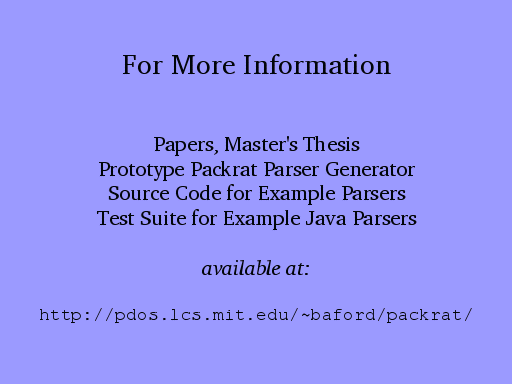 For More Information
Papers, Master's Thesis
Prototype Packrat Parser Generator
Source Code for Example Parsers
Test Suite for Example Java Parsers
available at:
http://pdos.lcs.mit.edu/~baford/packrat/